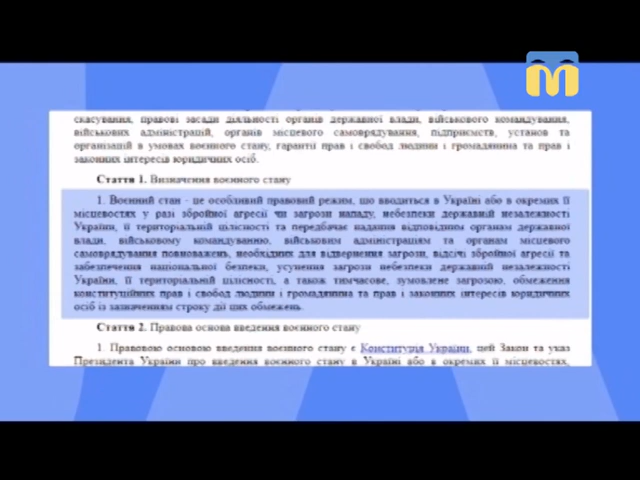 скасування, правові засади діяльності органів державної влади, військового командування,
військових адміністрацій, органів місцевого самоврядування, підприємств, установ та
організацій в умовах воєнного стану, гарантії прав і свобод людини і громадянина та прав і
законних інтересів юридичних осіб.
Стаття 1. Визначення воєнного стану
1. Воєнний стан - це особливий правовий режим, що вводиться в Україні або в окремих її
місцевостях у разі збройної агресії чи загрози нападу, небезпеки державній незалежності
України, її територіальній цілісності та передбачає надання відповідним органам державної
влади, військовому командуванню, військовим адміністраціям та органам місцевого
самоврядування повноважень, необхідних для відвернення загрози, відсічі збройної агресії та
забезпечення національної безпеки, усунення загрози небезпеки державній незалежності
України, її територіальній цілісності, а також тимчасове, зумовлене загрозою, обмеження
конституційних прав і свобод людини і громадянина та прав і законних інтересів юридичних
осіб із зазначенням строку дії цих обмежень.
Стаття 2. Правова основа введення воєнного стану
1. Правовою основою введення воєнного стану є Конституція України, цей Закон та указ
Президента України про введення воєнного стану в Україні або в окремих її місцевостях,